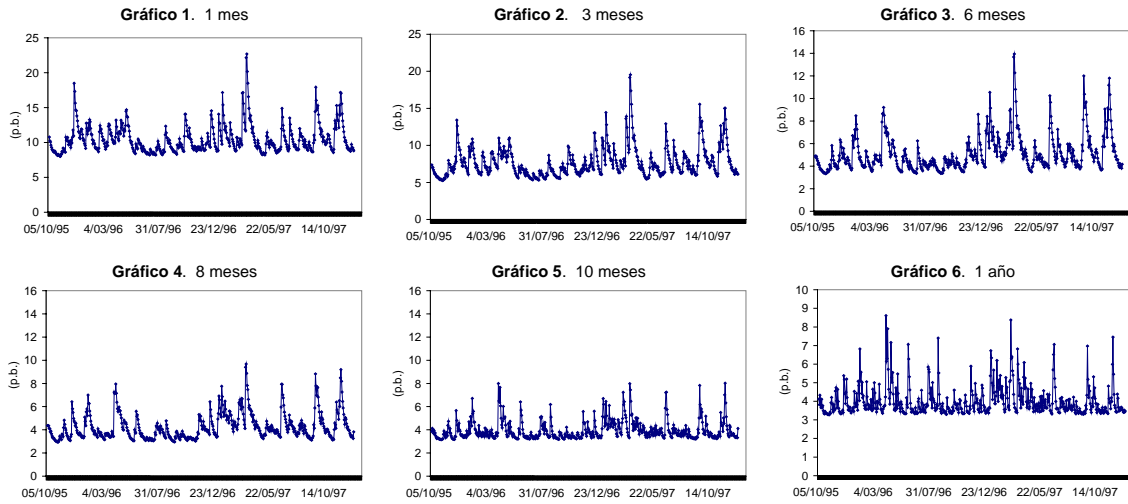 Gráfico 1. 1 mes
25
20
15
10
5
0
05/10/95 4/03/96 31/07/96 23/12/96 22/05/97 14/10/97
Gráfico 2. 3 meses
(p.b.)
25
20
15
10
5
0
05/10/95 4/03/96 31/07/96 23/12/96 22/05/97 14/10/97
Gráfico 3. 6 meses
(p.b.)
16
14
12
10
8
6
4
2
0
05/10/95 4/03/96 31/07/96 23/12/96 22/05/97 14/10/97
Gráfico 4. 8 meses
(p.b.)
16
14
12
10
8
6
4
2
0
05/10/95 4/03/96 31/07/96 23/12/96 22/05/97 14/10/97
Gráfico 5. 10 meses
(p.b.)
16
14
12
10
8
6
4
2
0
05/10/95 4/03/96 31/07/96 23/12/96 22/05/97 14/10/97
Gráfico 6. 1 año
(p.b.)
10
9
8
7
6
5
4
3
2
1
0
05/10/95 4/03/96 31/07/96 23/12/96 22/05/97 14/10/97